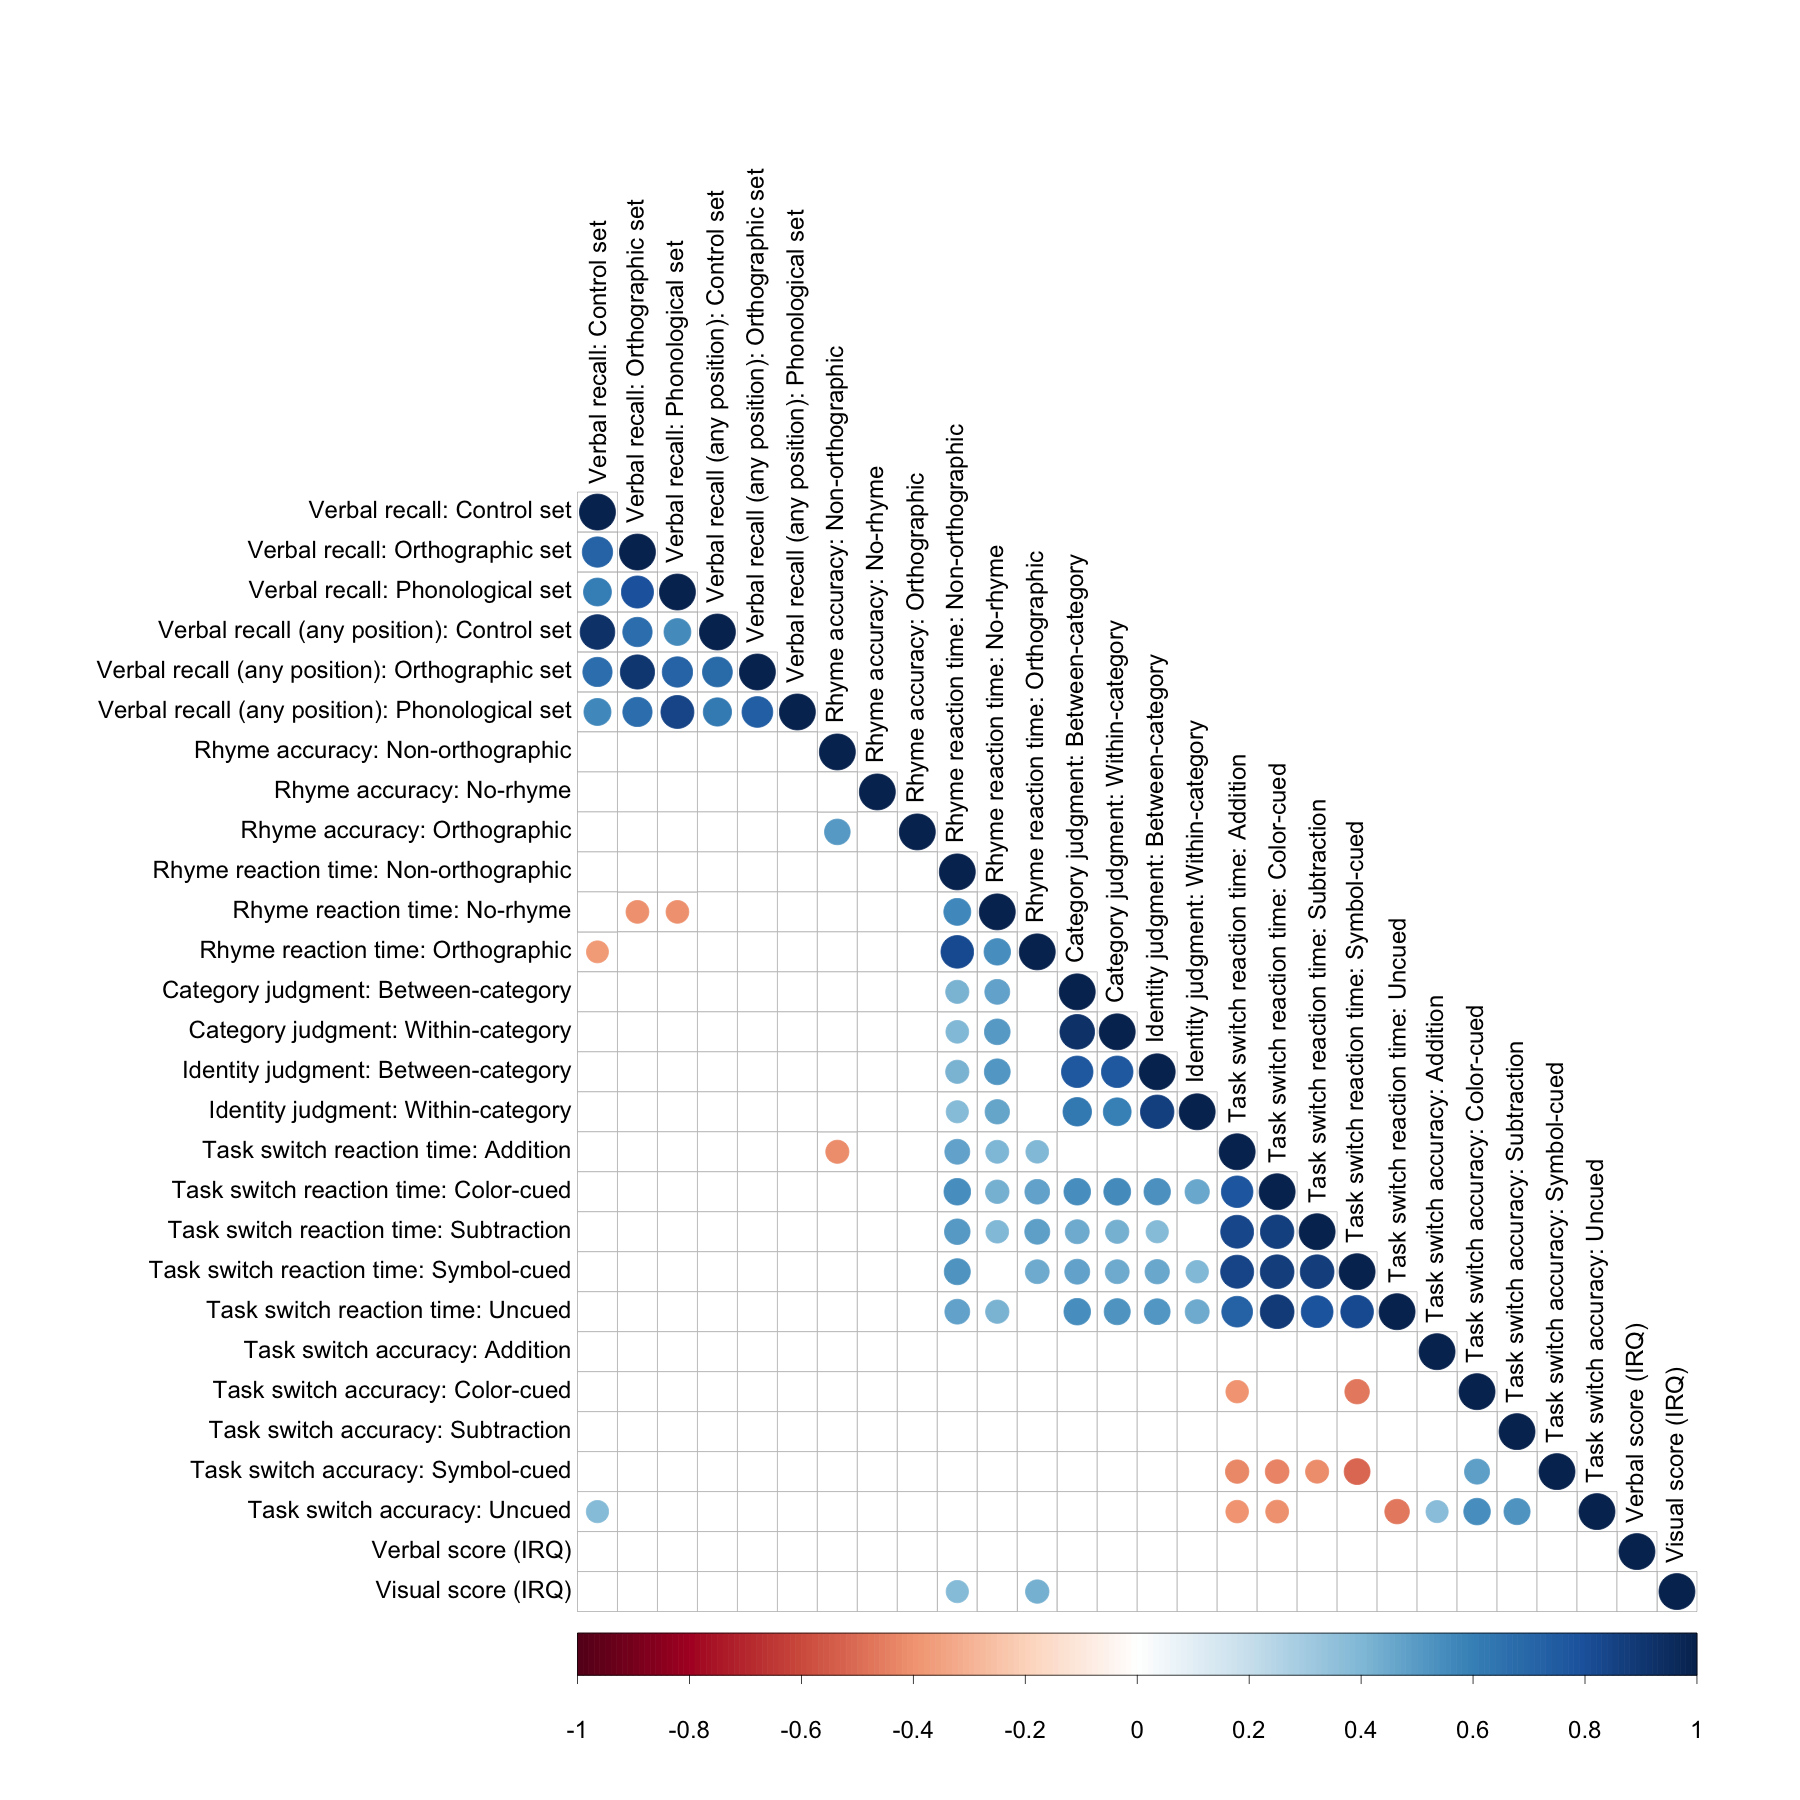 Verbal recall: Control set
Verbal recall: Orthographic set
Verbal recall: Phonological set
Verbal recall (any position): Control set
Verbal recall (any position): Orthographic set
Verbal recall (any position): Phonological set
Rhyme accuracy: Non-orthographic
Rhyme accuracy: No-rhyme
Rhyme accuracy: Orthographic
Rhyme reaction time: Non-orthographic
Rhyme reaction time: No-rhyme
Rhyme reaction time: Orthographic
Category judgment: Between-category
Category judgment: Within-category
Identity judgment: Between-category
Identity judgment: Within-category
Task switch reaction time: Addition
Task switch reaction time: Color-cued
Task switch reaction time: Subtraction
Task switch reaction time: Symbol-cued
Task switch reaction time: Uncued
Task switch accuracy: Addition
Task switch accuracy: Color-cued
Task switch accuracy: Subtraction
Task switch accuracy: Symbol-cued
Task switch accuracy: Uncued
Verbal score (IRQ)
Visual score (IRQ)
Verbal recall: Control set
Verbal recall: Orthographic set
Verbal recall: Phonological set
Verbal recall (any position): Control set
Verbal recall (any position): Orthographic set
Verbal recall (any position): Phonological set
Rhyme accuracy: Non-orthographic
Rhyme accuracy: No-rhyme
Rhyme accuracy: Orthographic
Rhyme reaction time: Non-orthographic
Rhyme reaction time: No-rhyme
Rhyme reaction time: Orthographic
Category judgment: Between-category
Category judgment: Within-category
Identity judgment: Between-category
Identity judgment: Within-category
Task switch reaction time: Addition
Task switch reaction time: Color-cued
Task switch reaction time: Subtraction
Task switch reaction time: Symbol-cued
Task switch reaction time: Uncued
Task switch accuracy: Addition
Task switch accuracy: Color-cued
Task switch accuracy: Subtraction
Task switch accuracy: Symbol-cued
Task switch accuracy: Uncued
Verbal score (IRQ)
Visual score (IRQ)
-1 -0.8 -0.6 -0.4 -0.2 0 0.2 0.4 0.6 0.8 1